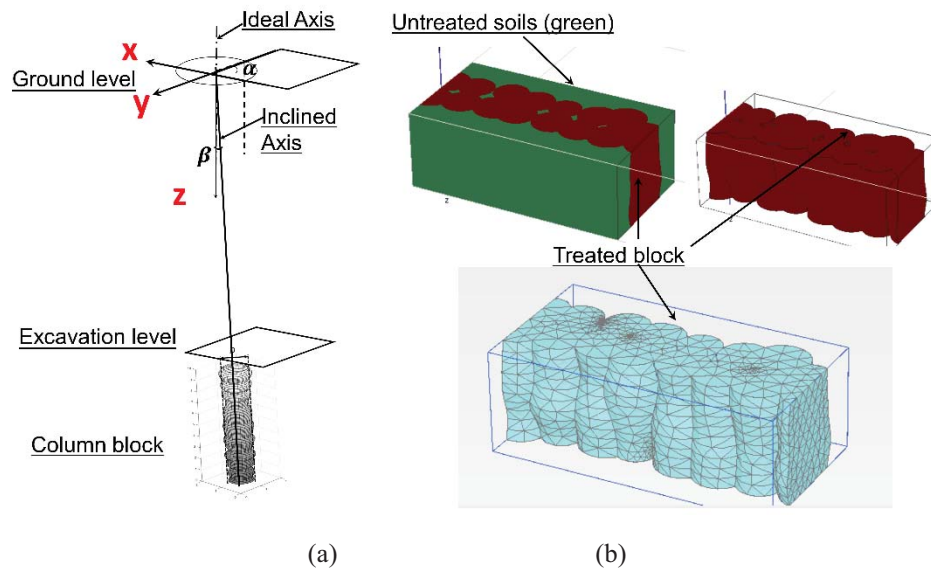 Ideal Axis
x
α
Ground level
y
Inclined
Axis
β
z
Excavation level
Column block
(a)
Untreated soils (green)
z
Treated block
(b)